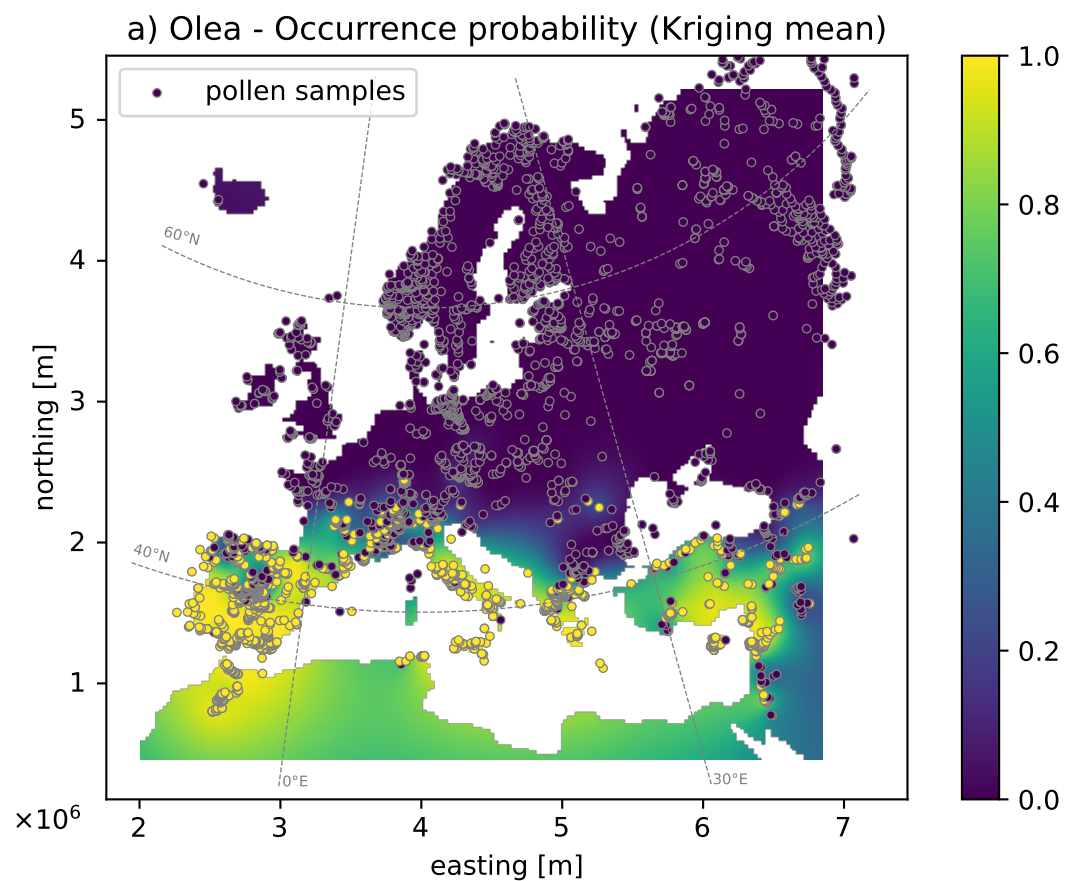 a) Olea - Occurrence probability (Kriging mean)
pollen samples
60°N
40°N
0°E
30°E
5
4
3
2
1
northing [m]
×10⁶
2
3
4
5
6
7
easting [m]
1.0
0.8
0.6
0.4
0.2
0.0